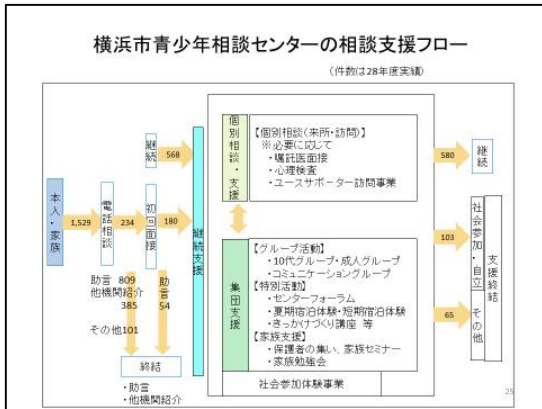 横浜市青少年相談センターの相談支援フロー
（件数は28年度実績）
本人・家族
1,529
電話相談
234
初回面接
180
継続
568
継続支援
助言 809
他機関紹介
385
その他101
助言
54
終結
・助言
・他機関紹介
個別相談・支援
【個別相談（来所・訪問）】
※必要に応じて
・嘱託医面接
・心理検査
・ユースサポーター訪問事業
集団支援
【グループ活動】
・10代グループ・成人グループ
・コミュニケーショングループ
【特別活動】
・センターフォーラム
・夏期宿泊体験・短期宿泊体験
・きっかけづくり講座 等
【家族支援】
・保護者の集い、家族セミナー
・家族勉強会
社会参加体験事業
580
継続
103
社会参加・自立
65
その他
支援終結
25